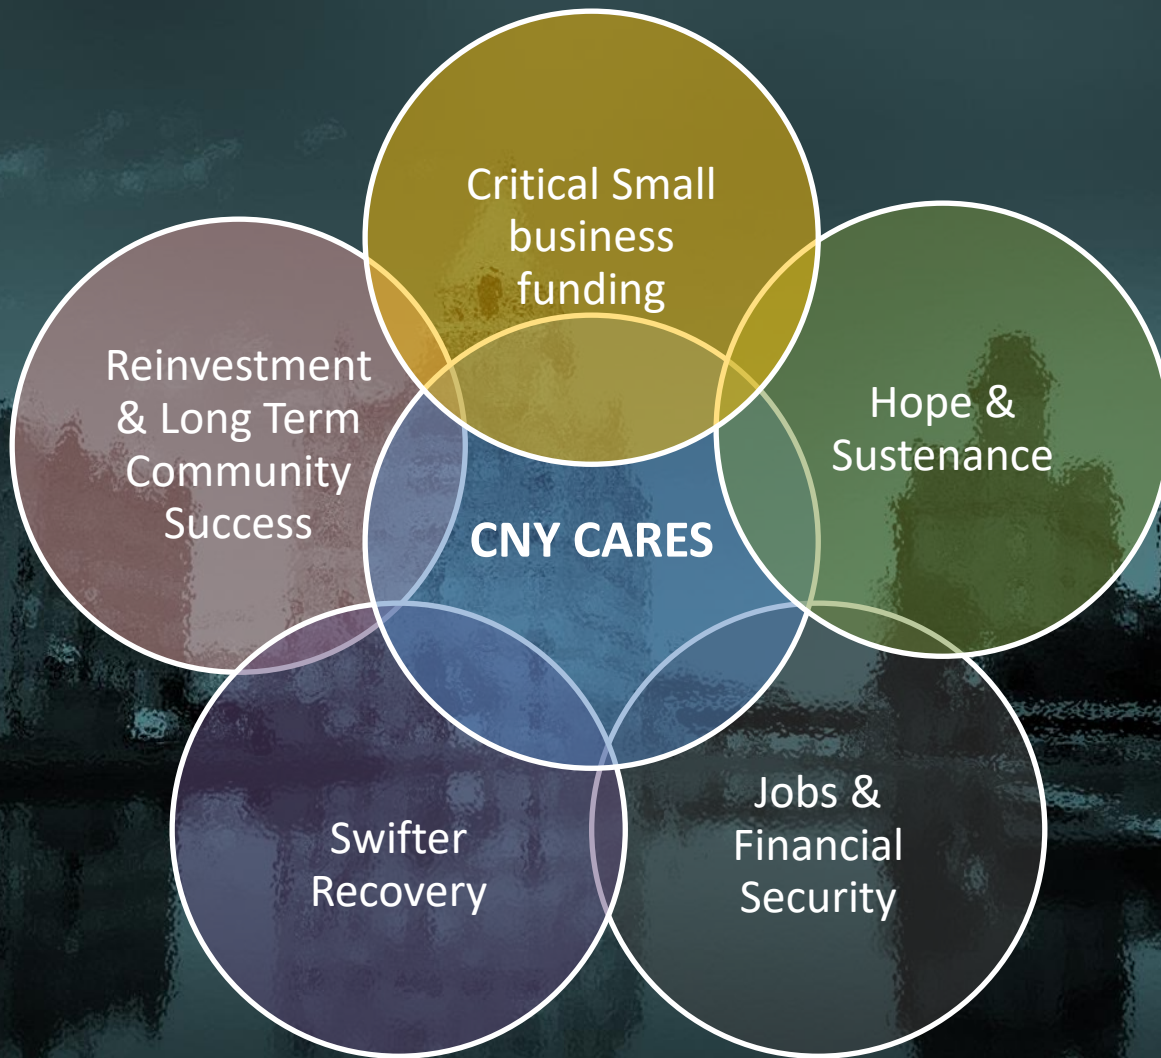 Critical Small
business
funding
Hope &
Sustenance
Jobs &
Financial
Security
Swifter
Recovery
Reinvestment
& Long Term
Community
Success
CNY CARES